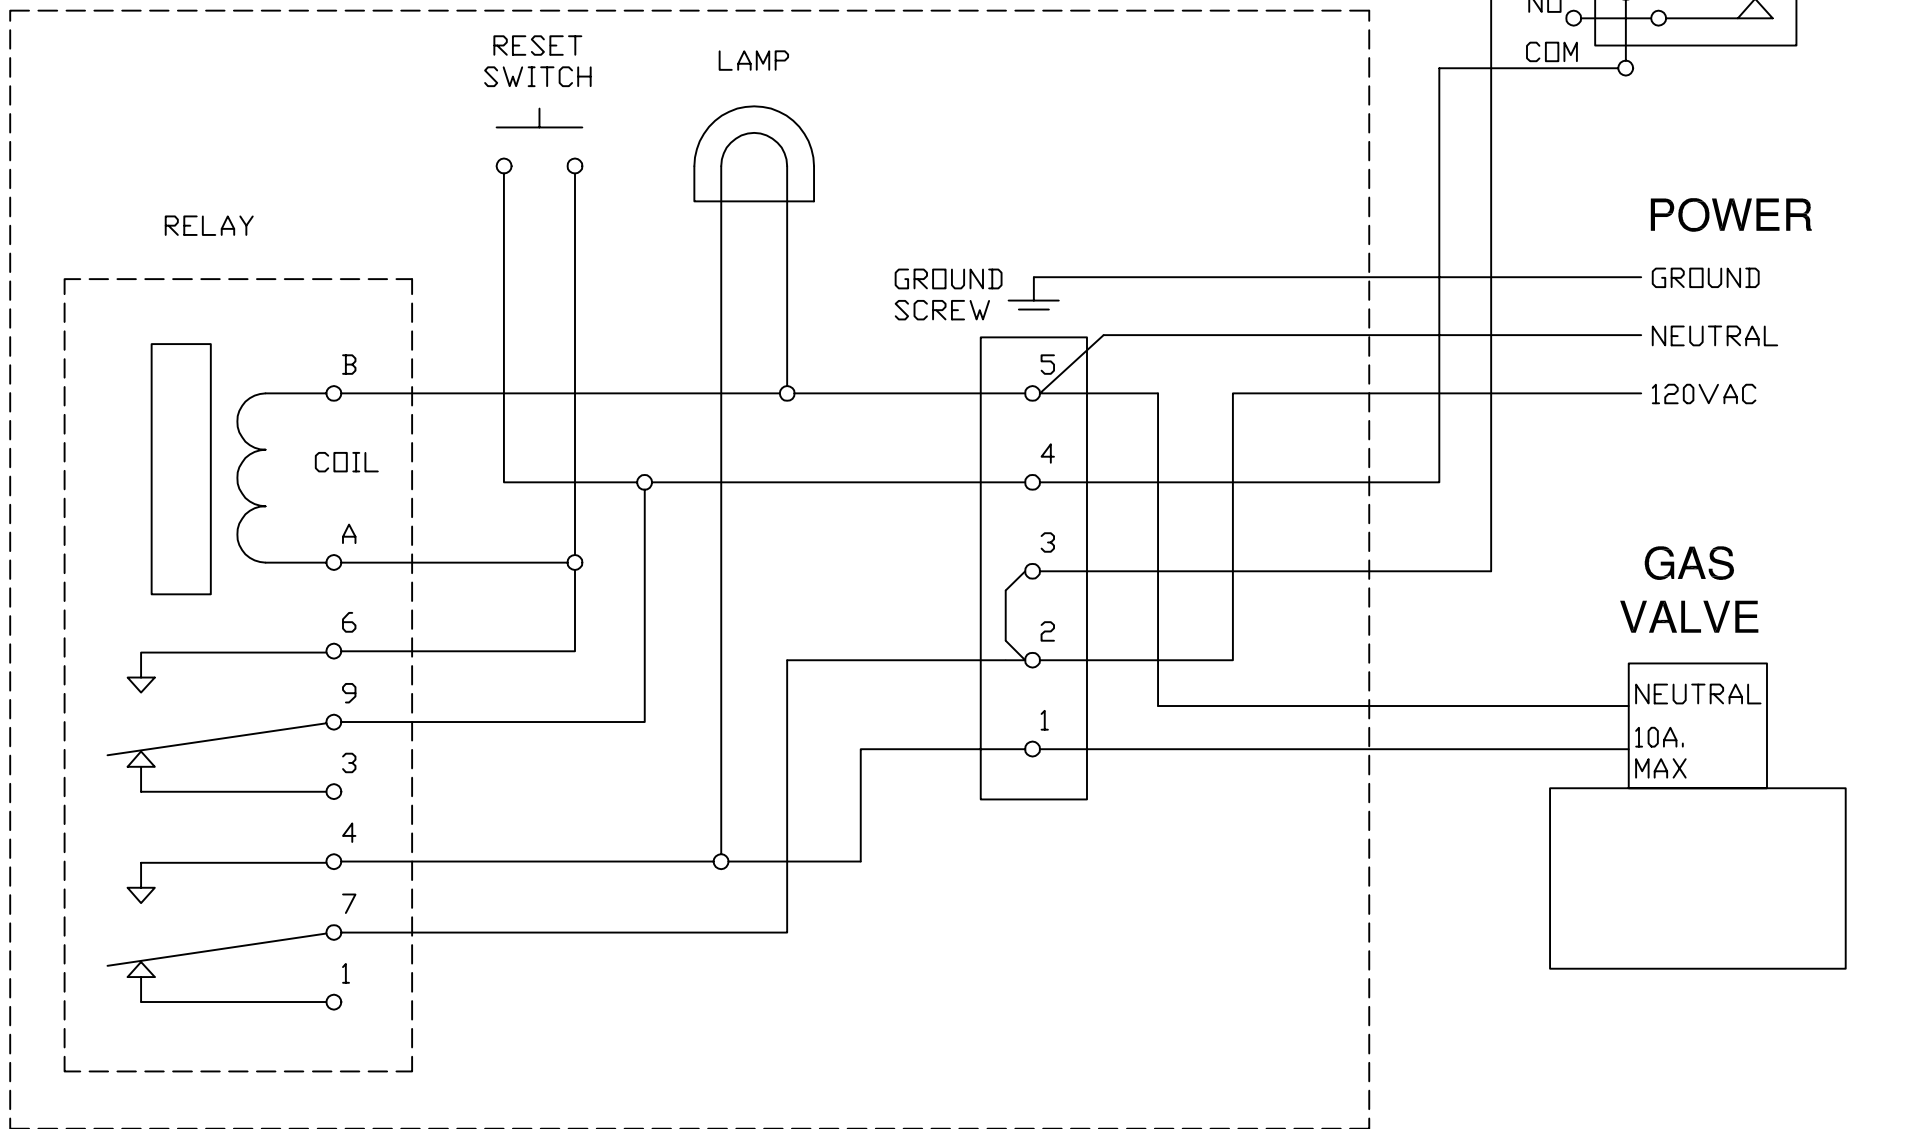 NO
COM
RESET
SWITCH
LAMP
RELAY
POWER
GROUND
SCREW
GROUND
NEUTRAL
120VAC
B
COIL
A
6
9
3
4
7
1
5
4
3
2
1
GAS
VALVE
NEUTRAL
10A.
MAX